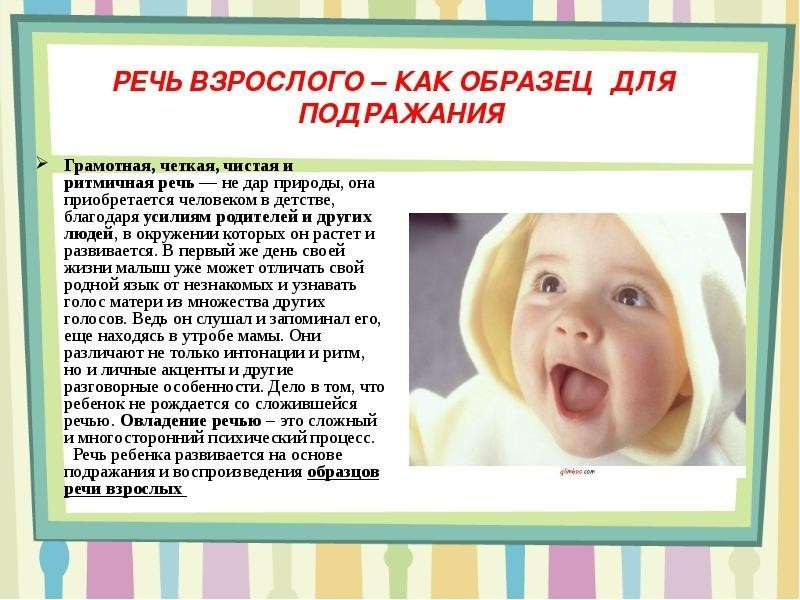 РЕЧЬ ВЗРОСЛОГО – КАК ОБРАЗЕЦ ДЛЯ
ПОДРАЖАНИЯ
Грамотная, четкая, чистая и
ритмичная речь — не дар природы, она
приобретается человеком в детстве,
благодаря усилиям родителей и других
людей, в окружении которых он растет и
развивается. В первый же день своей
жизни малыш уже может отличать свой
родной язык от незнакомых и узнавать
голос матери из множества других
голосов. Ведь он слушал и запоминал его,
еще находясь в утробе мамы. Они
различают не только интонации и ритм,
но и личные акценты и другие
разговорные особенности. Дело в том, что
ребенок не рождается со сложившейся
речью. Овладение речью – это сложный
и многосторонний психический процесс.
Речь ребенка развивается на основе
подражания и воспроизведения образцов
речи взрослых
glimboo com